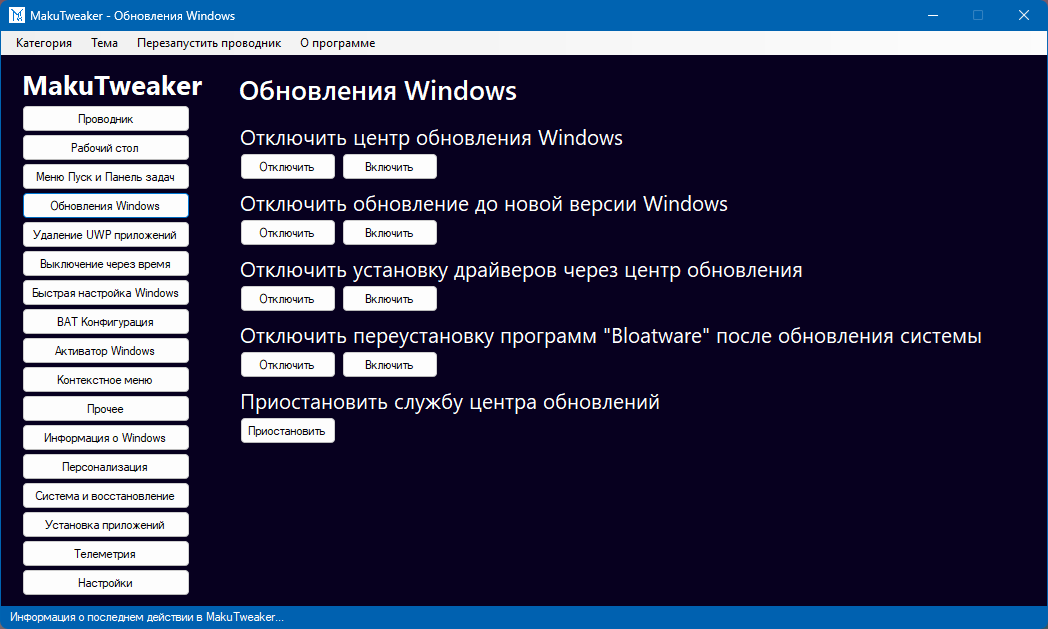 MakuTweaker - Обновления Windows
Категория Тема Перезапустить проводник О программе
MakuTweaker
Проводник
Рабочий стол
Меню Пуск и Панель задач
Обновления Windows
Удаление UWP приложений
Выключение через время
Быстрая настройка Windows
BAT Конфигурация
Активатор Windows
Контекстное меню
Прочее
Информация о Windows
Персонализация
Система и восстановление
Установка приложений
Телеметрия
Настройки
Обновления Windows
Отключить центр обновления Windows
Отключить Включить
Отключить обновление до новой версии Windows
Отключить Включить
Отключить установку драйверов через центр обновления
Отключить Включить
Отключить переустановку программ "Bloatware" после обновления системы
Отключить Включить
Приостановить службу центра обновлений
Приостановить
Информация о последнем действии в MakuTweaker...